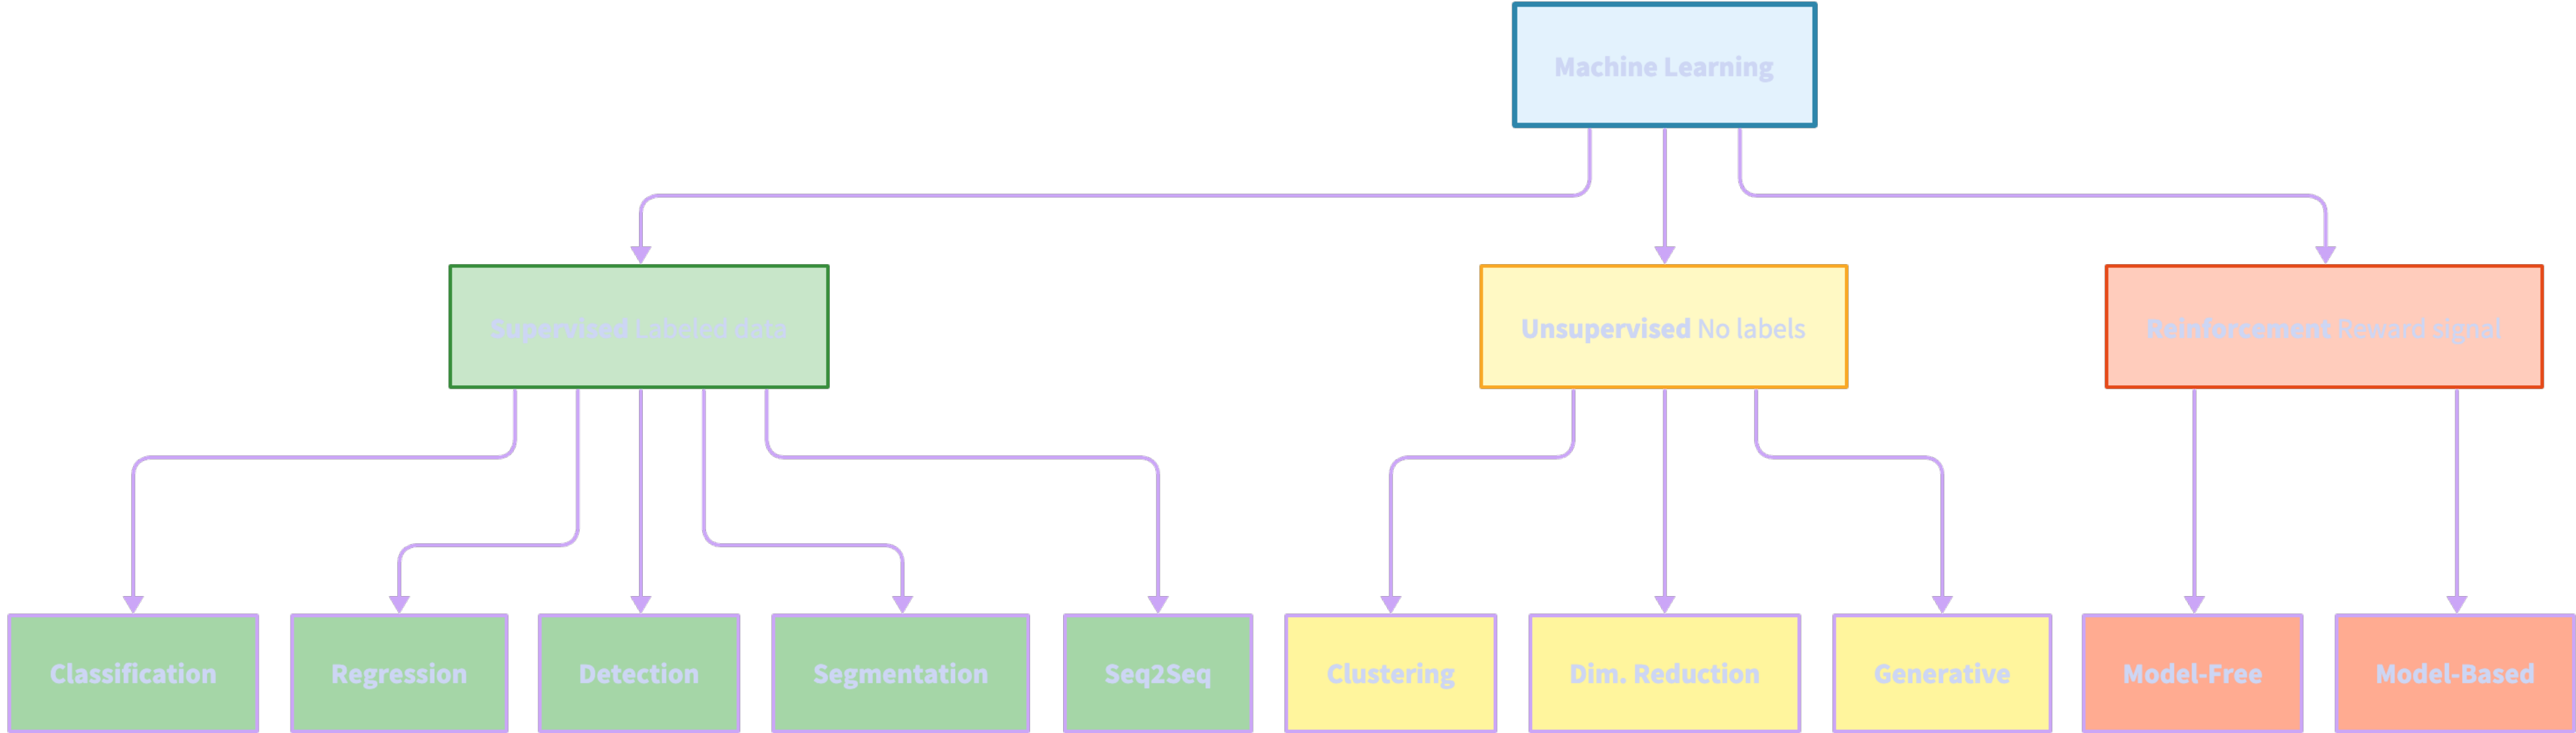 Machine Learning
Supervised Labeled data
Unsupervised No labels
Reinforcement Reward signal
Classification
Regression
Detection
Segmentation
Seq2Seq
Clustering
Dim. Reduction
Generative
Model-Free
Model-Based